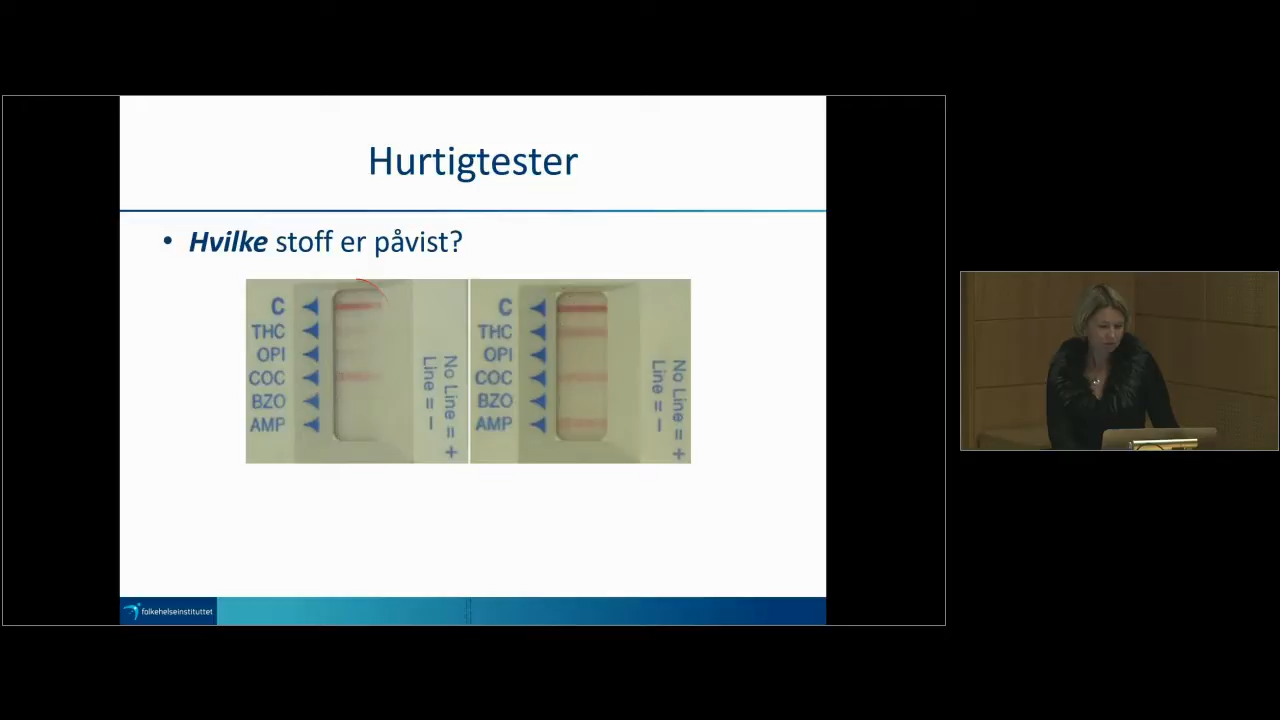 Hurtigtester
• Hvilke stoff er påvist?
C
THC
OPI
COC
BZO
AMP
No Line = +
Line = −
C
THC
OPI
COC
BZO
AMP
No Line = +
Line = −
folkehelseinstituttet